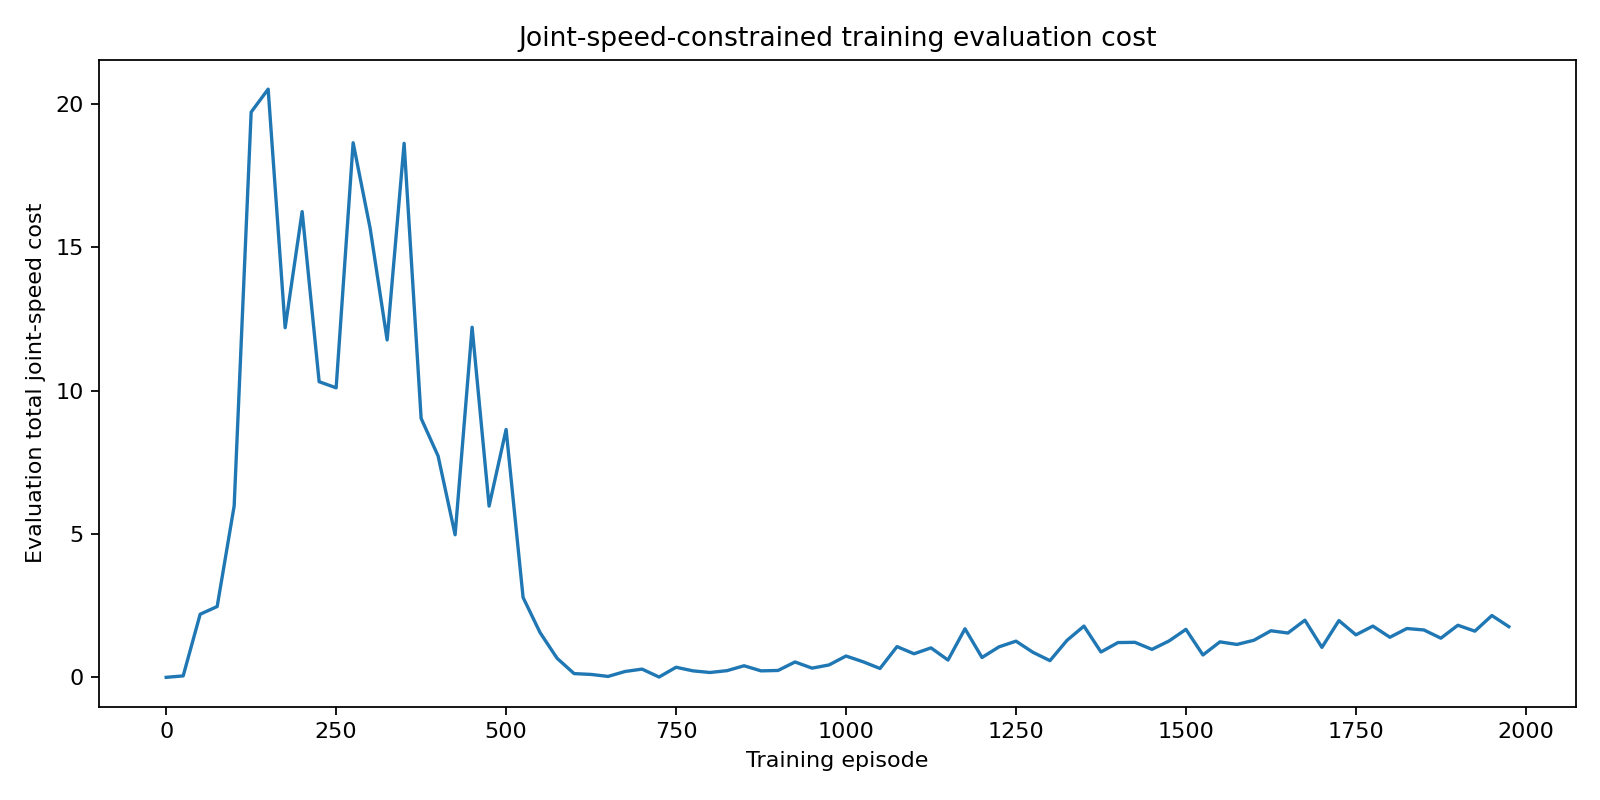 Joint-speed-constrained training evaluation cost
Evaluation total joint-speed cost
20
15
10
5
0
0 250 500 750 1000 1250 1500 1750 2000
Training episode